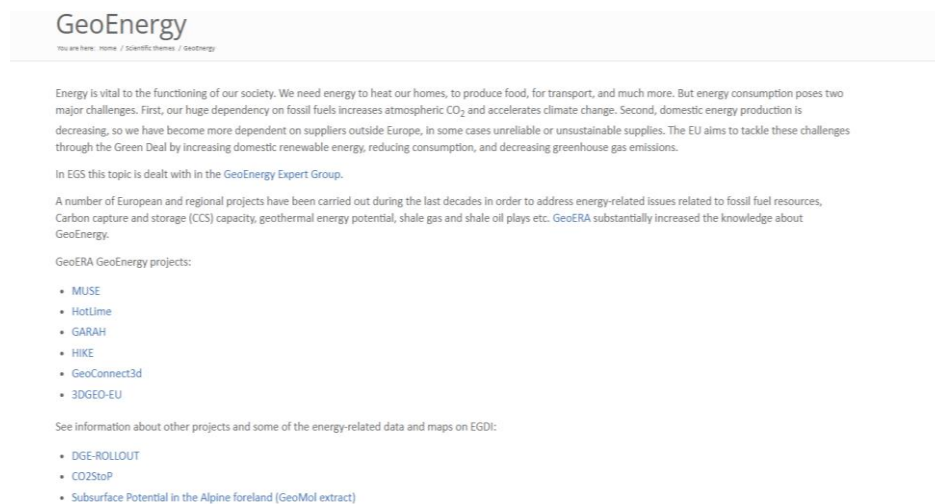 GeoEnergy
You are here: Home / Scientific themes / GeoEnergy
Energy is vital to the functioning of our society. We need energy to heat our homes, to produce food, for transport, and much more. But energy consumption poses two
major challenges. First, our huge dependency on fossil fuels increases atmospheric CO₂ and accelerates climate change. Second, domestic energy production is
decreasing, so we have become more dependent on suppliers outside Europe, in some cases unreliable or unsustainable supplies. The EU aims to tackle these challenges
through the Green Deal by increasing domestic renewable energy, reducing consumption, and decreasing greenhouse gas emissions.
In EGS this topic is dealt with in the GeoEnergy Expert Group.
A number of European and regional projects have been carried out during the last decades in order to address energy-related issues related to fossil fuel resources,
Carbon capture and storage (CCS) capacity, geothermal energy potential, shale gas and shale oil plays etc. GeoERA substantially increased the knowledge about
GeoEnergy.
GeoERA GeoEnergy projects:
• MUSE
• HotLime
• GARAH
• HIKE
• GeoConnect3d
• 3DGEO-EU
See information about other projects and some of the energy-related data and maps on EGDI:
• DGE-ROLLOUT
• CO2StoP
• Subsurface Potential in the Alpine foreland (GeoMol extract)